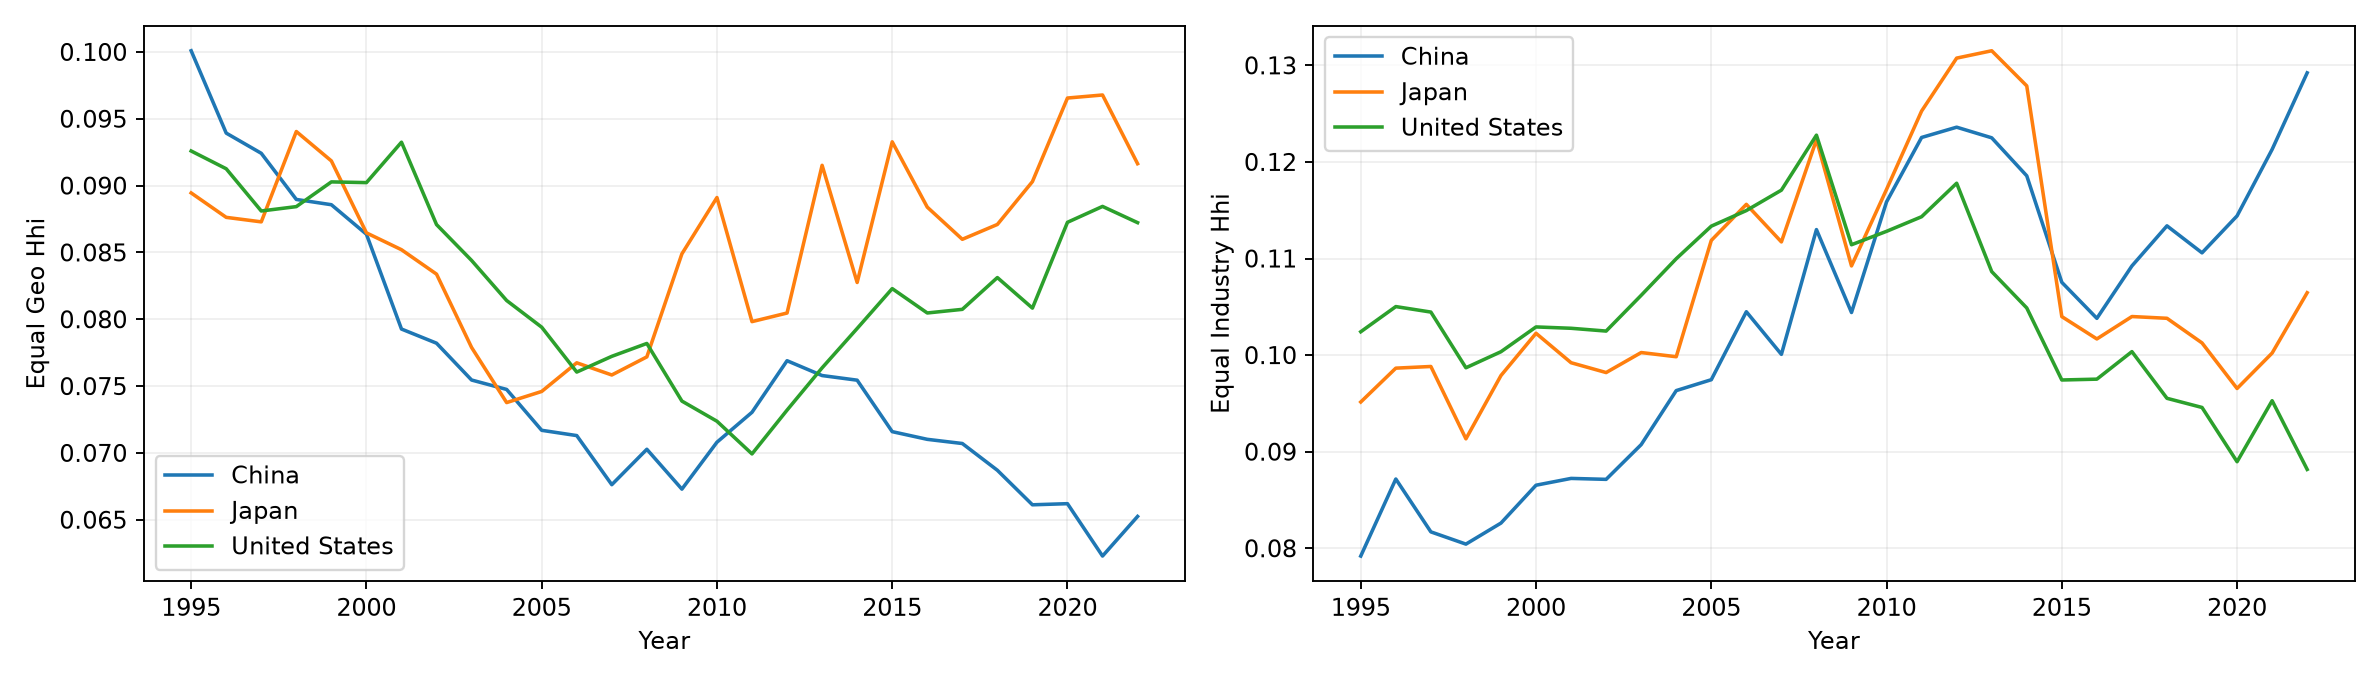 0.100
0.095
0.090
0.085
0.080
0.075
0.070
0.065
Equal Geo Hhi
China
Japan
United States
1995 2000 2005 2010 2015 2020
Year
0.13
0.12
0.11
0.10
0.09
0.08
Equal Industry Hhi
China
Japan
United States
1995 2000 2005 2010 2015 2020
Year